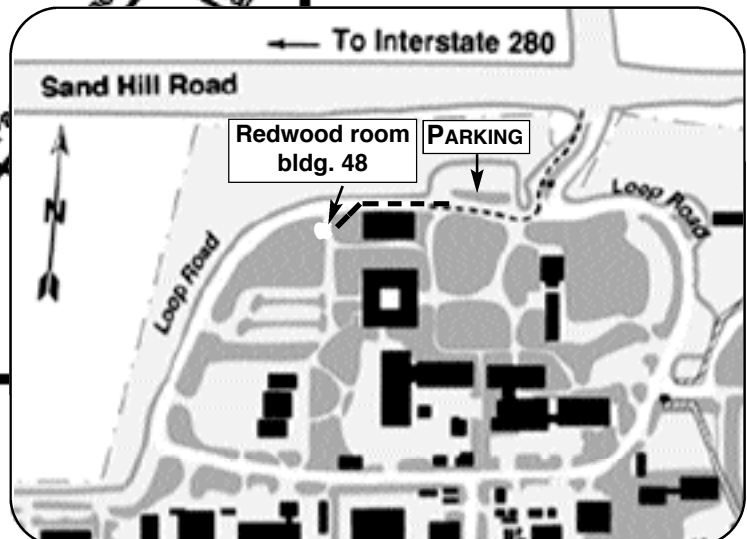 To Interstate 280
Sand Hill Road
Redwood room
bldg. 48
PARKING
Loop Road
N
Loop Road